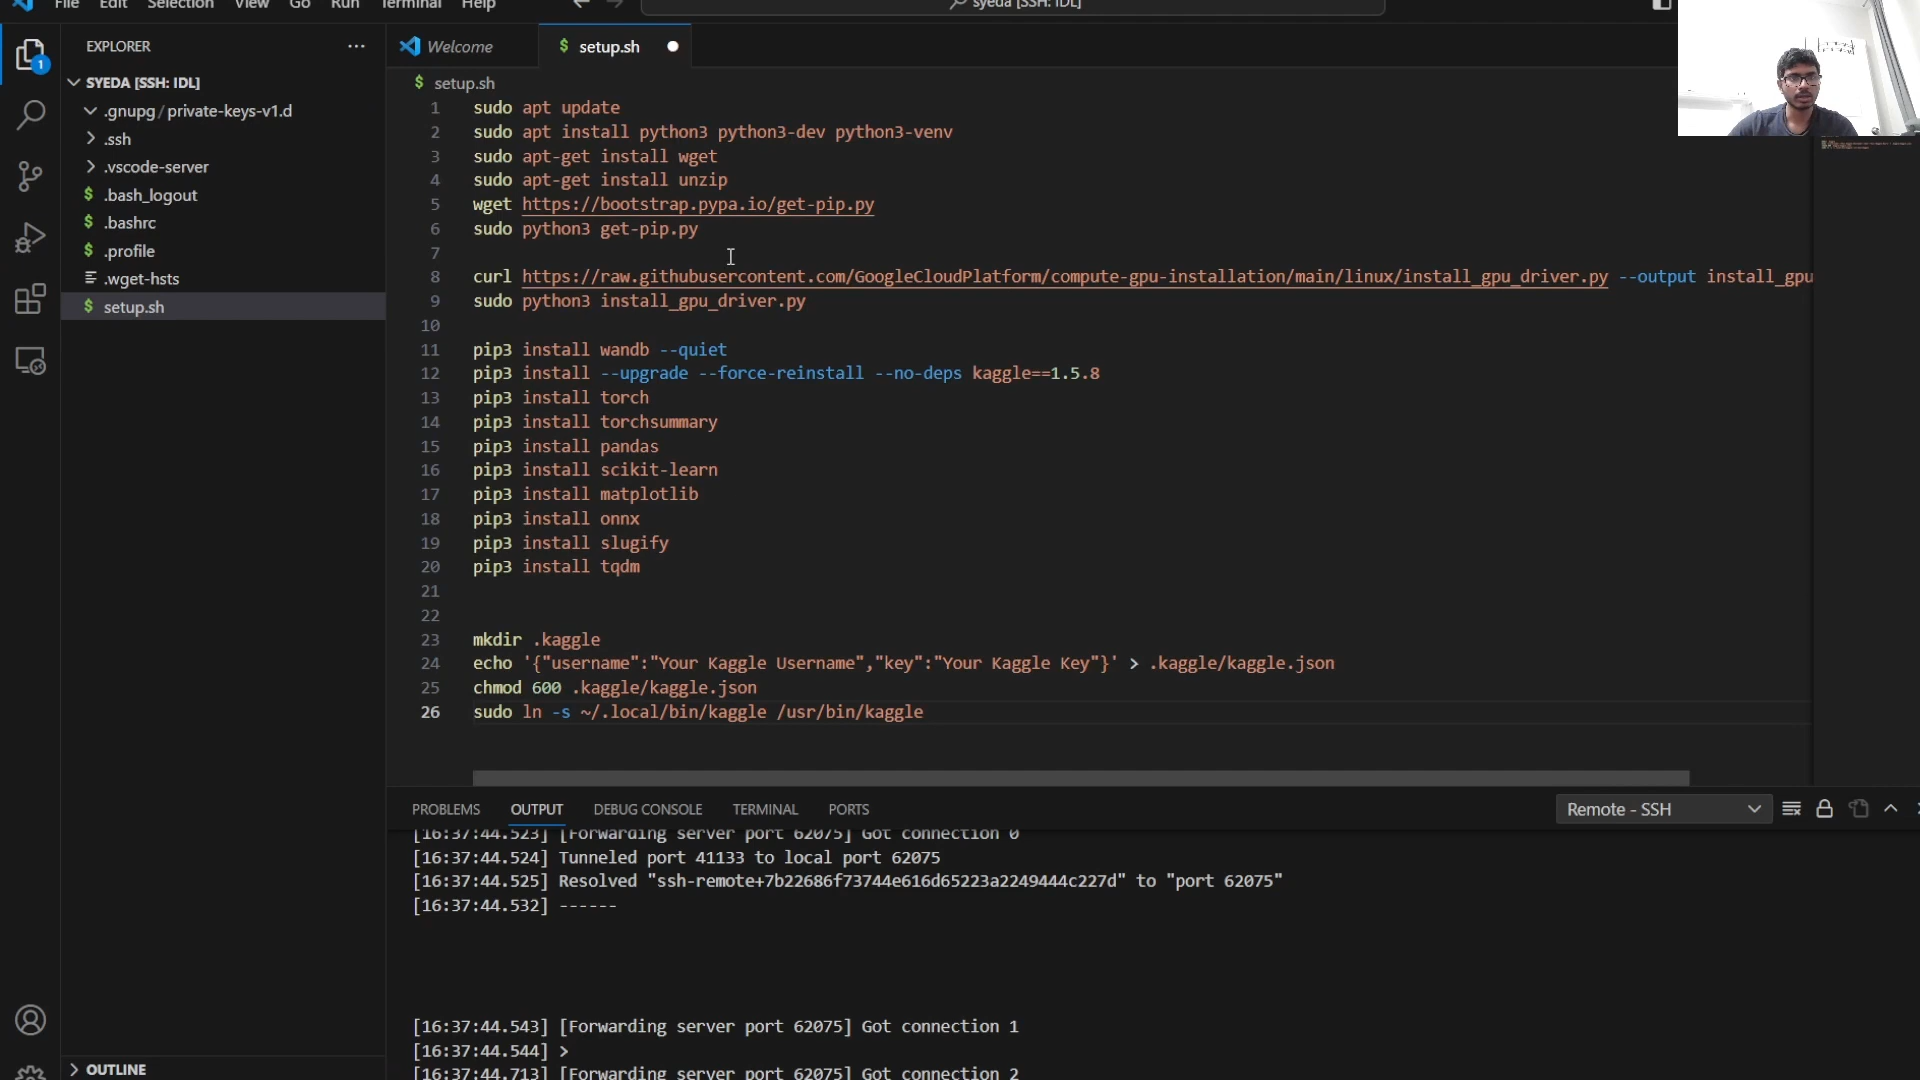 File Edit Selection View Go Run Terminal Help
syeda [SSH: IDL]
EXPLORER
1
SYEDA [SSH: IDL]
.gnupg / private-keys-v1.d
.ssh
.vscode-server
$ .bash_logout
$ .bashrc
$ .profile
.wget-hsts
$ setup.sh
OUTLINE
Welcome
$ setup.sh
$ setup.sh
1 sudo apt update
2 sudo apt install python3 python3-dev python3-venv
3 sudo apt-get install wget
4 sudo apt-get install unzip
5 wget https://bootstrap.pypa.io/get-pip.py
6 sudo python3 get-pip.py
7
8 curl https://raw.githubusercontent.com/GoogleCloudPlatform/compute-gpu-installation/main/linux/install_gpu_driver.py --output install_gpu
9 sudo python3 install_gpu_driver.py
10
11 pip3 install wandb --quiet
12 pip3 install --upgrade --force-reinstall --no-deps kaggle==1.5.8
13 pip3 install torch
14 pip3 install torchsummary
15 pip3 install pandas
16 pip3 install scikit-learn
17 pip3 install matplotlib
18 pip3 install onnx
19 pip3 install slugify
20 pip3 install tqdm
21
22
23 mkdir .kaggle
24 echo '{"username":"Your Kaggle Username","key":"Your Kaggle Key"}' > .kaggle/kaggle.json
25 chmod 600 .kaggle/kaggle.json
26 sudo ln -s ~/.local/bin/kaggle /usr/bin/kaggle
PROBLEMS OUTPUT DEBUG CONSOLE TERMINAL PORTS
Remote - SSH
[16:37:44.523] [Forwarding server port 62075] Got connection 0
[16:37:44.524] Tunneled port 41133 to local port 62075
[16:37:44.525] Resolved "ssh-remote+7b22686f73744e616d65223a2249444c227d" to "port 62075"
[16:37:44.532] ------
[16:37:44.543] [Forwarding server port 62075] Got connection 1
[16:37:44.544] >
[16:37:44.713] [Forwarding server port 62075] Got connection 2